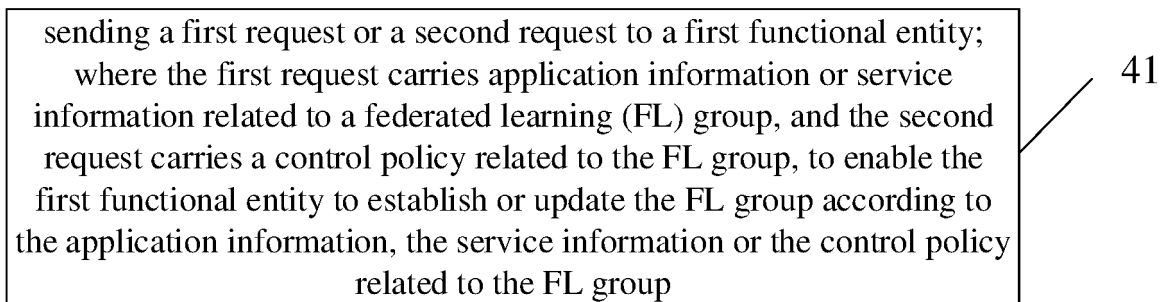 sending a first request or a second request to a first functional entity;
where the first request carries application information or service
information related to a federated learning (FL) group, and the second
request carries a control policy related to the FL group, to enable the
first functional entity to establish or update the FL group according to
the application information, the service information or the control policy
related to the FL group
41